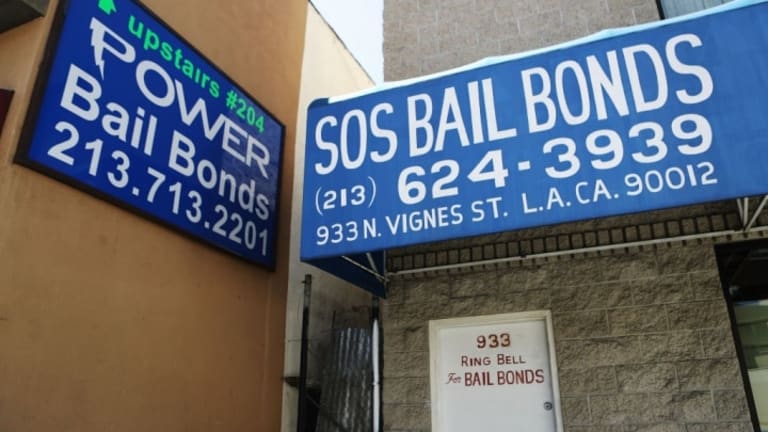 upstairs #204
POWER
Bail Bonds
213.713.2201
SOS BAIL BONDS
(213) 624-3939
933 N. VIGNES ST. L.A. CA. 90012
933
RING BELL
For BAIL BONDS